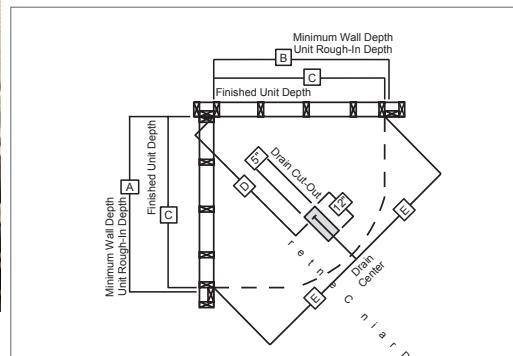 Minimum Wall Depth
Unit Rough-In Depth
B
C
Finished Unit Depth
Minimum Wall Depth
Unit Rough-In Depth
A
Finished Unit Depth
C
D
5"
Drain Cut-Out
12"
E
E
Drain
Center
r e t n e C n i a r D